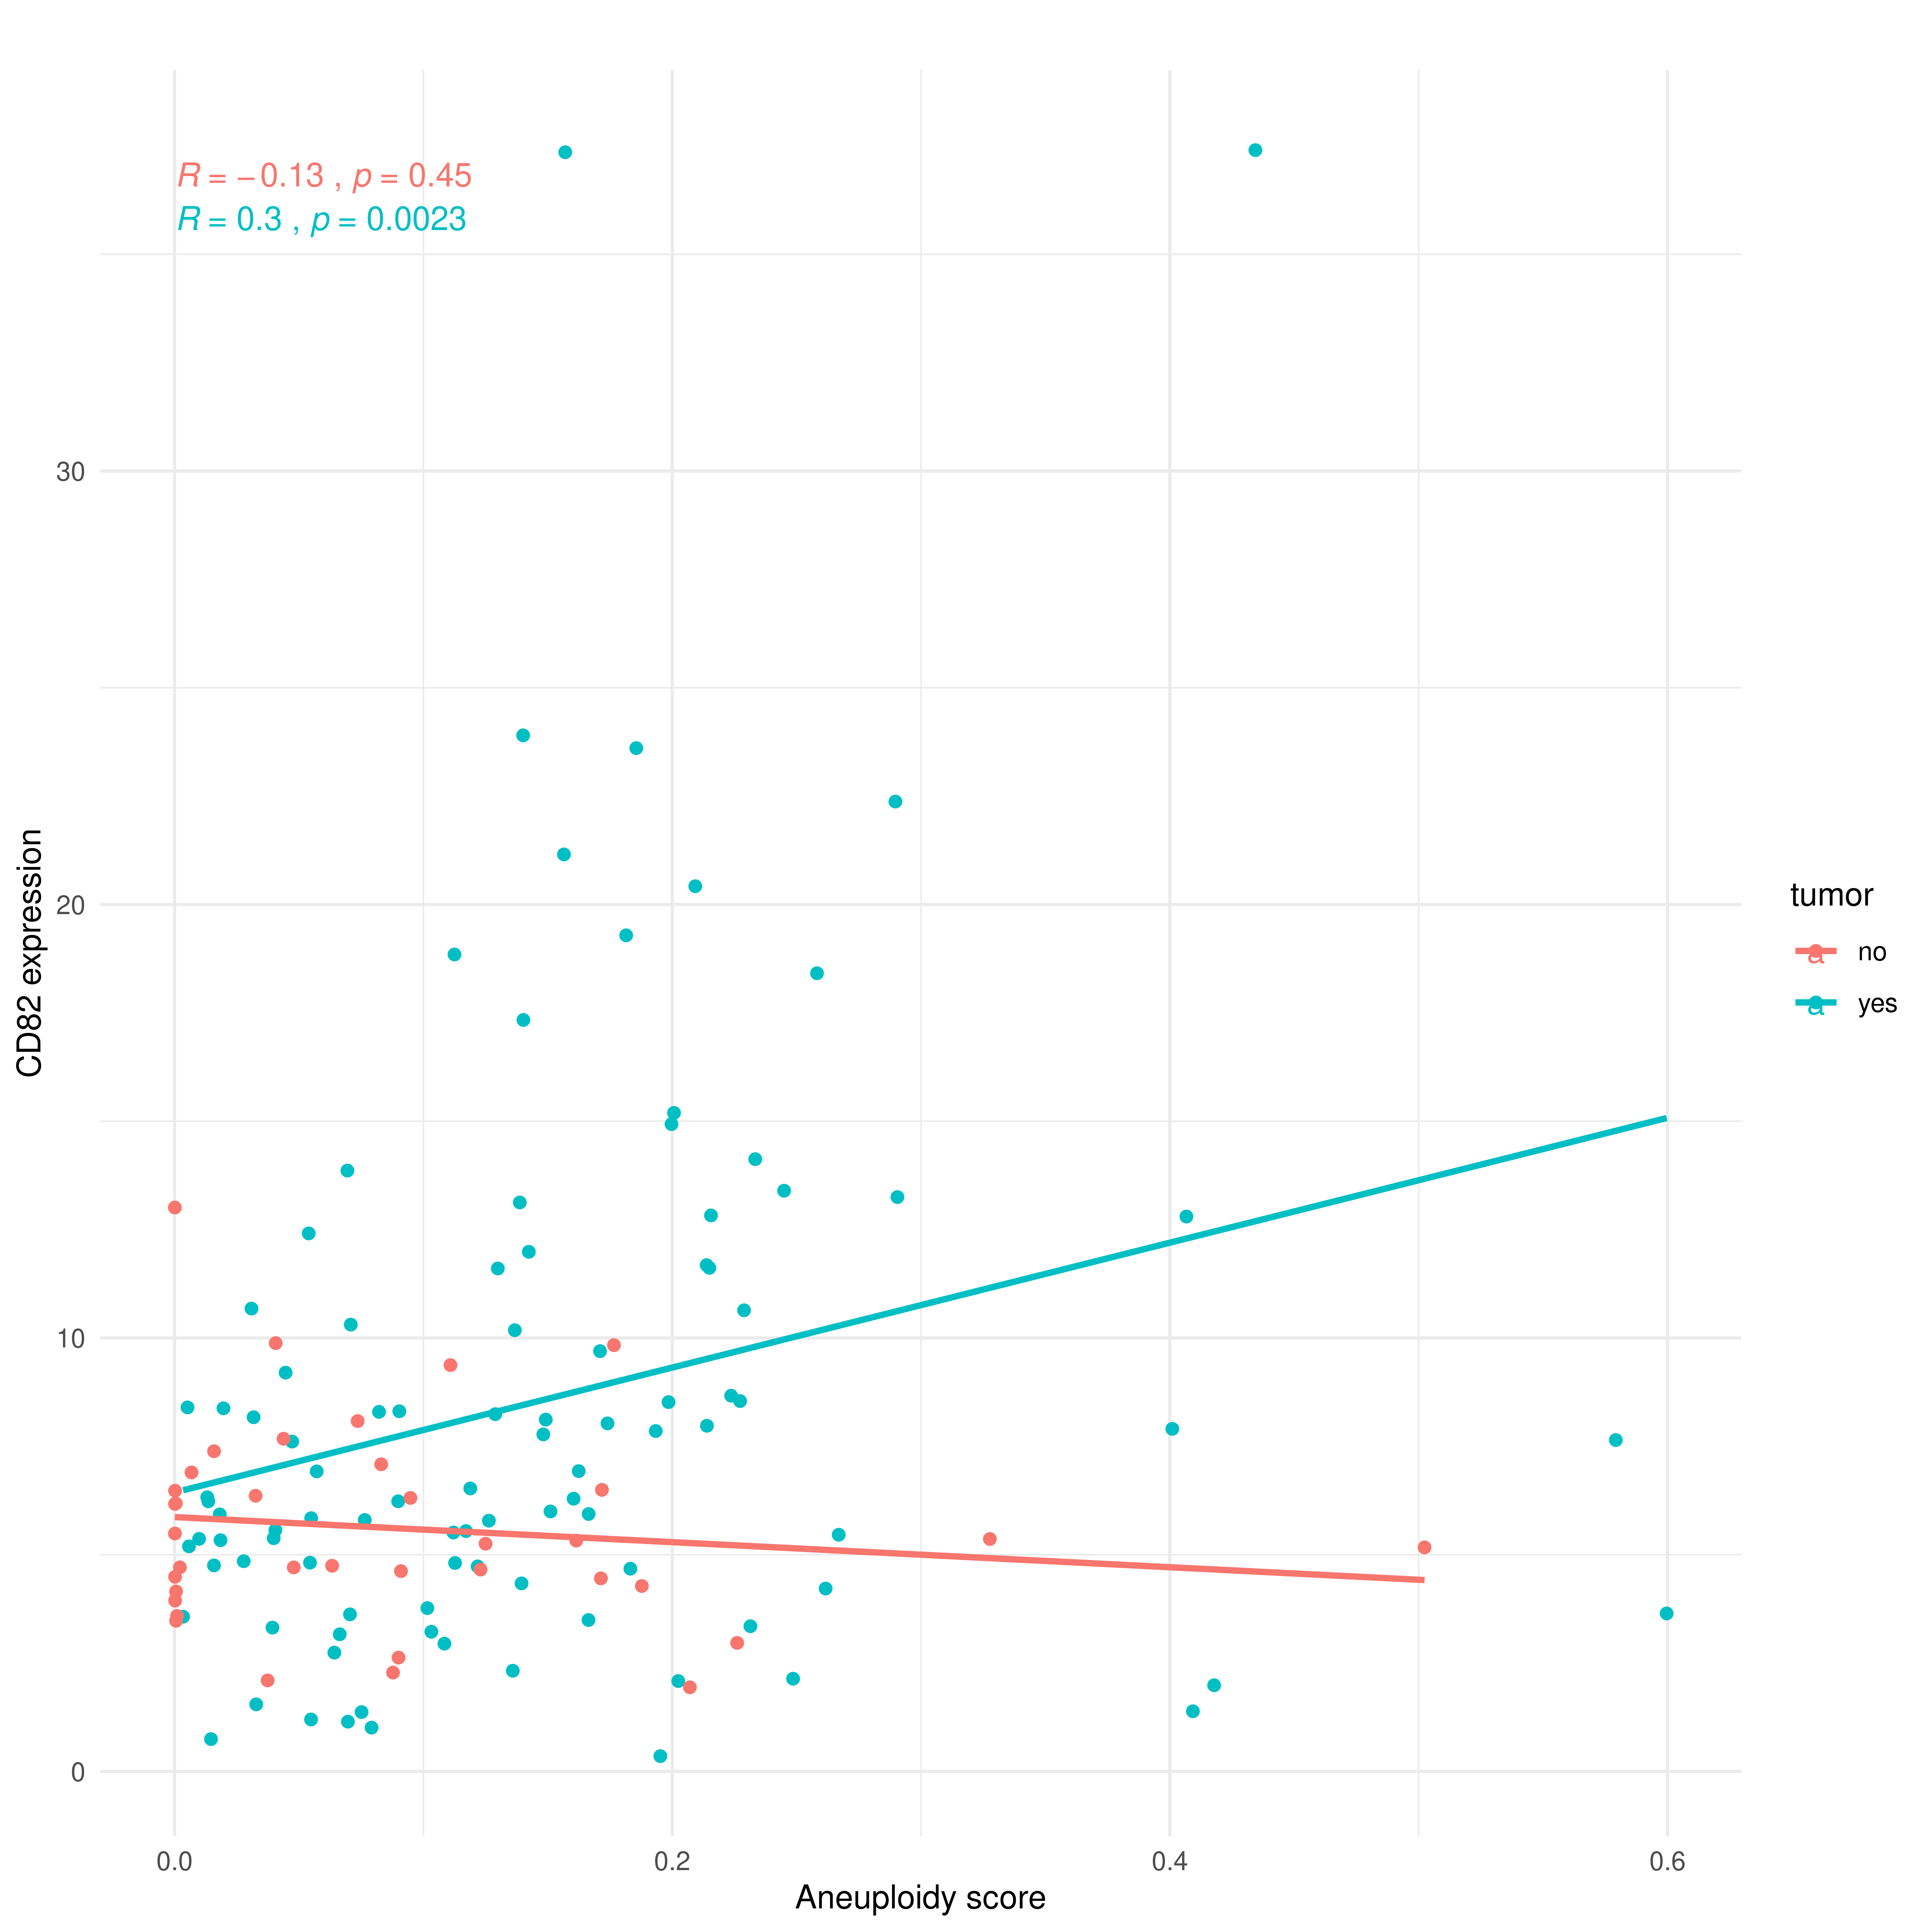 R = −0.13 , p = 0.45
R = 0.3 , p = 0.0023
30
20
10
0
CD82 expression
0.0 0.2 0.4 0.6
Aneuploidy score
tumor
a no
a yes